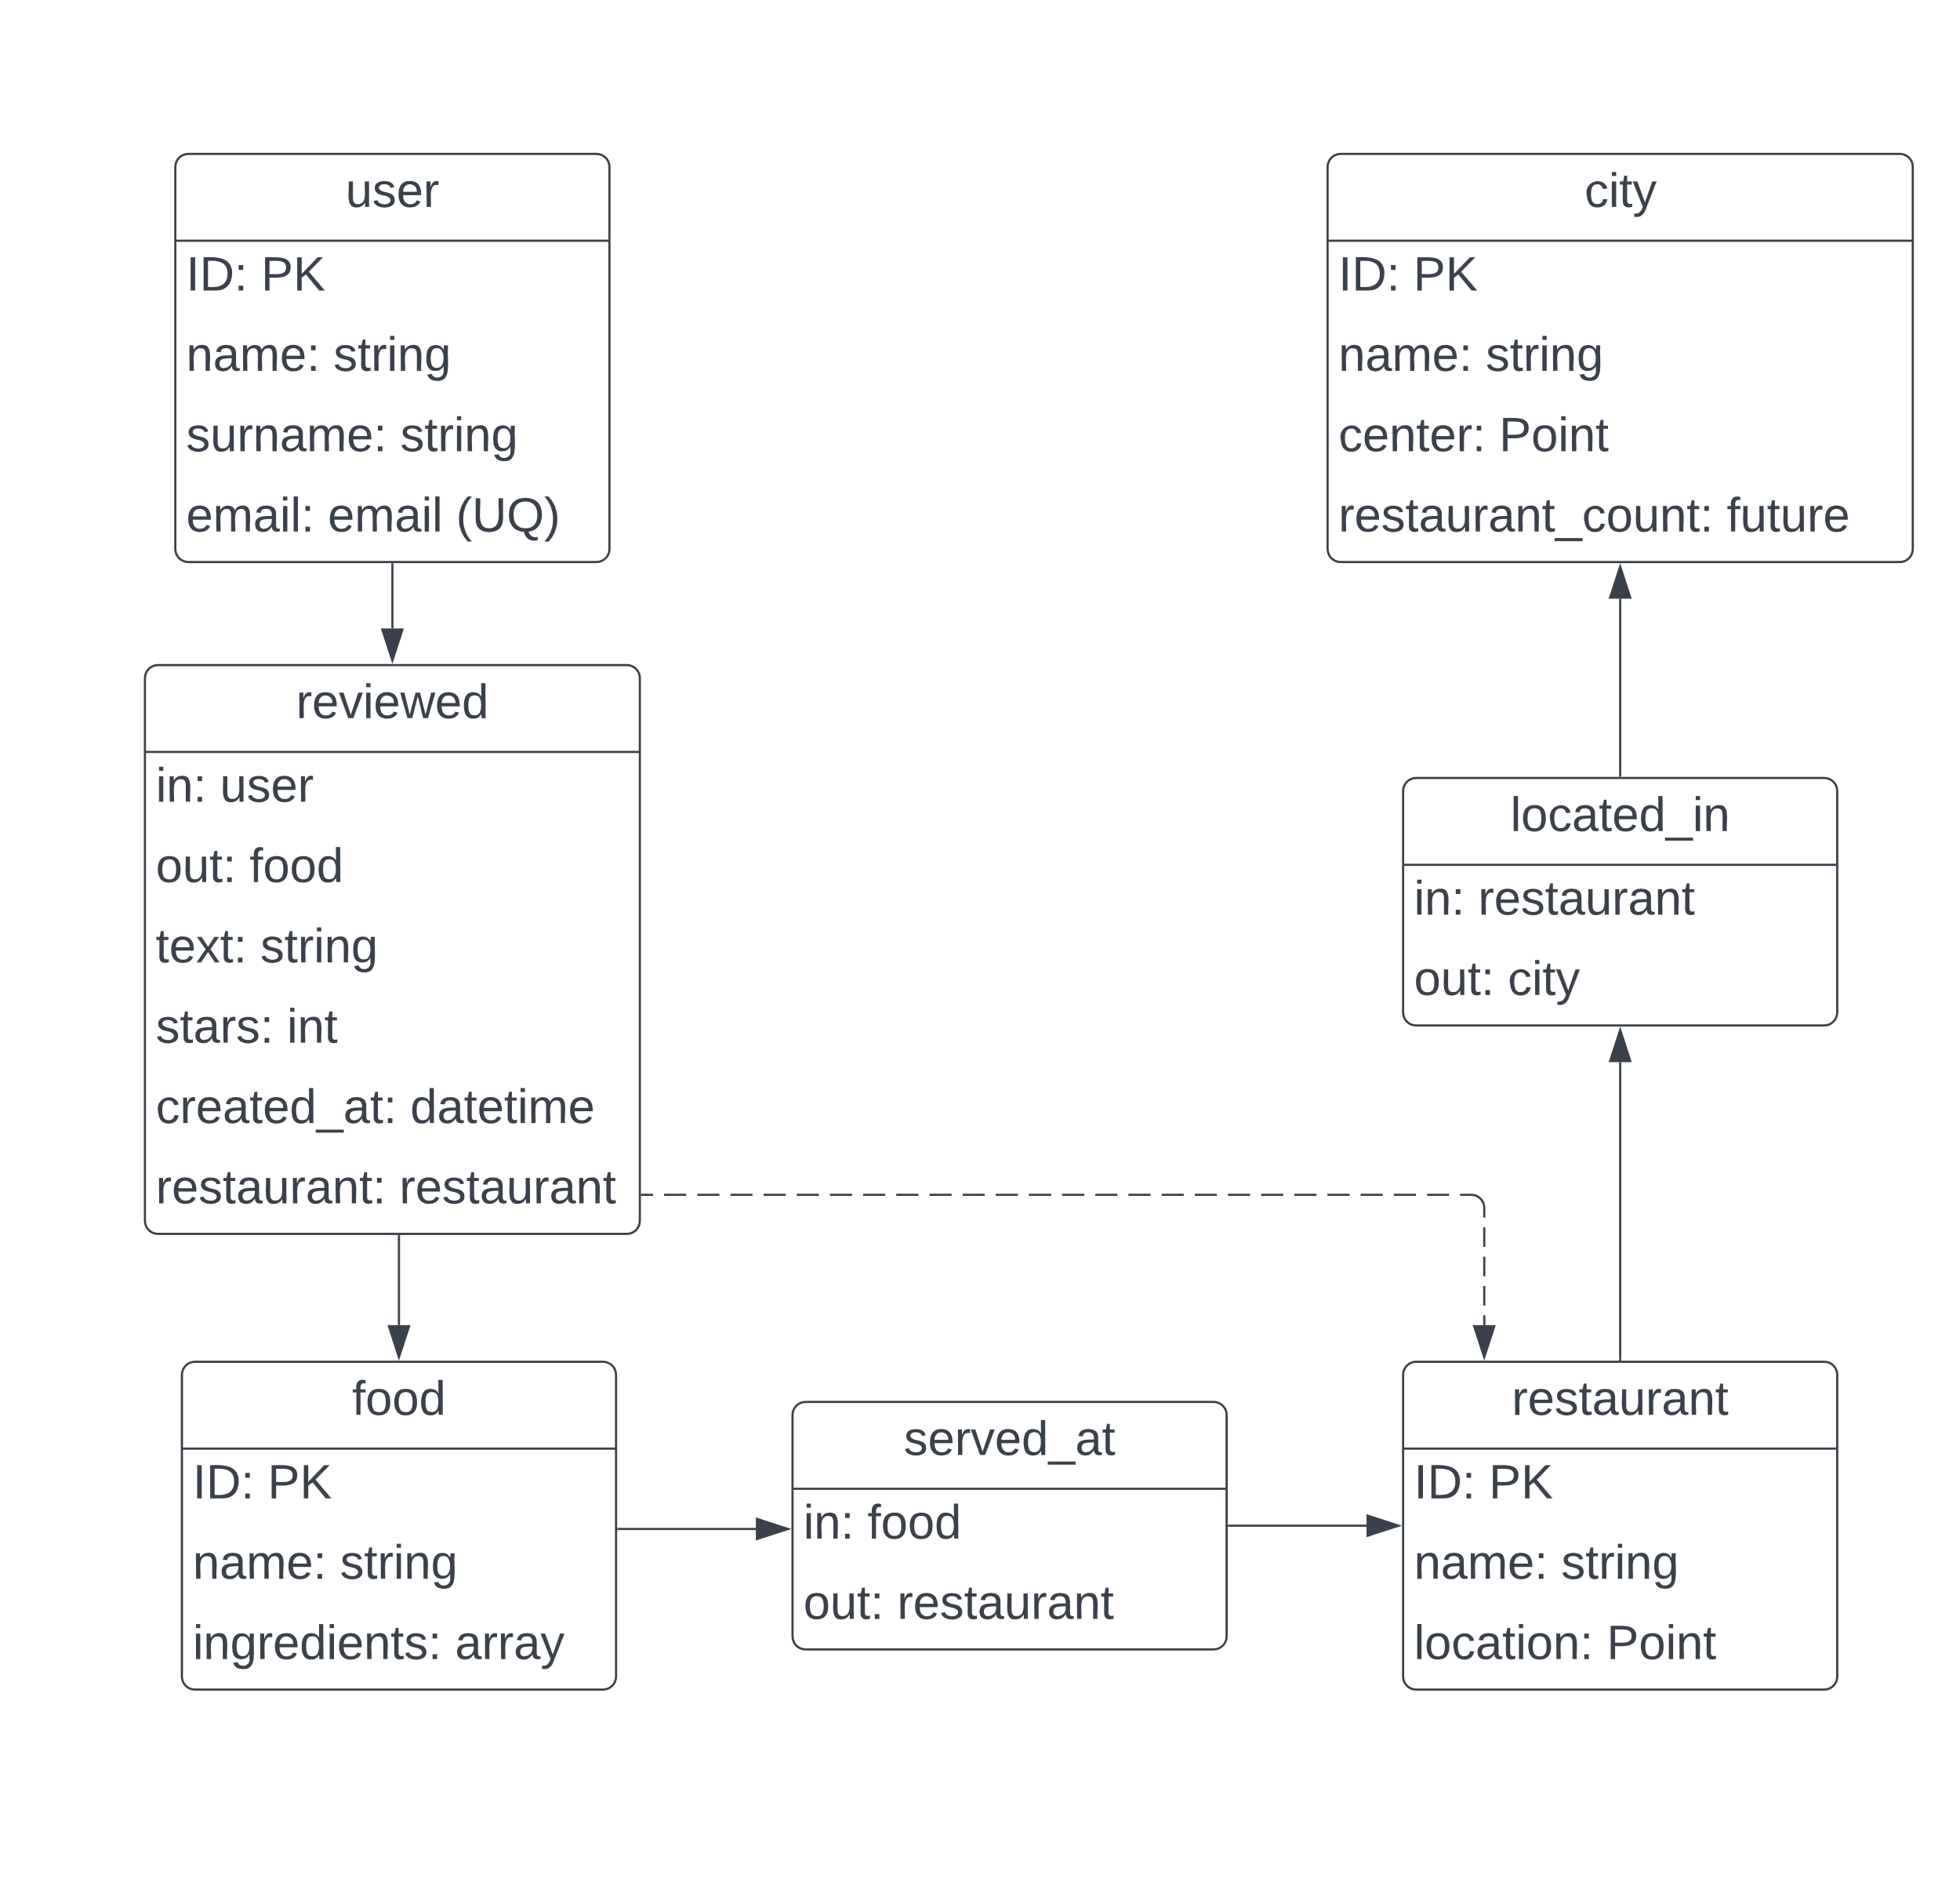 user
ID: PK
name: string
surname: string
email: email (UQ)
city
ID: PK
name: string
center: Point
restaurant_count: future
reviewed
in: user
out: food
text: string
stars: int
created_at: datetime
restaurant: restaurant
located_in
in: restaurant
out: city
food
ID: PK
name: string
ingredients: array
served_at
in: food
out: restaurant
restaurant
ID: PK
name: string
location: Point